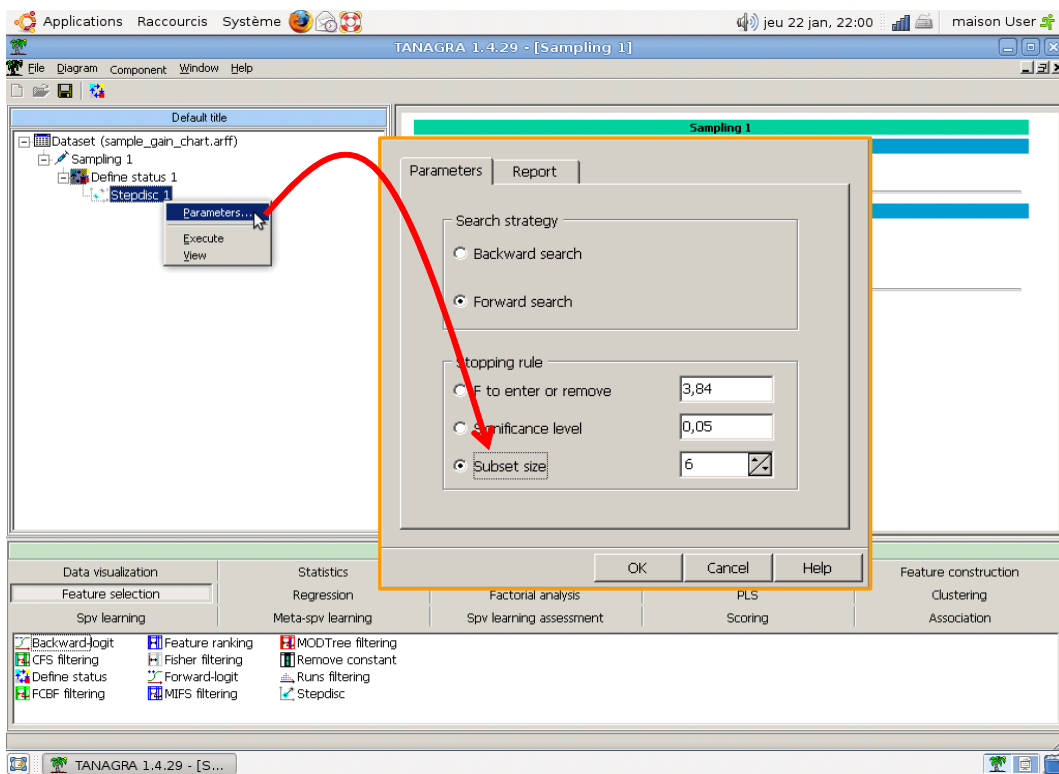 Applications Raccourcis Système jeu 22 jan, 22:00 maison User
TANAGRA 1.4.29 - [Sampling 1]
File Diagram Component Window Help
Default title
Dataset (sample_gain_chart.arff)
Sampling 1
Define status 1
Stepdisc 1
Parameters...
Execute
View
Sampling 1
Parameters Report
Search strategy
Backward search
Forward search
Stopping rule
F to enter or remove 3,84
Significance level 0,05
Subset size 6
OK Cancel Help
Data visualization Statistics Feature construction
Feature selection Regression Factorial analysis PLS Clustering
Spv learning Meta-spv learning Spv learning assessment Scoring Association
Backward-logit Feature ranking MODTree filtering
CFS filtering Fisher filtering Remove constant
Define status Forward-logit Runs filtering
FCBF filtering MIFS filtering Stepdisc
TANAGRA 1.4.29 - [S...